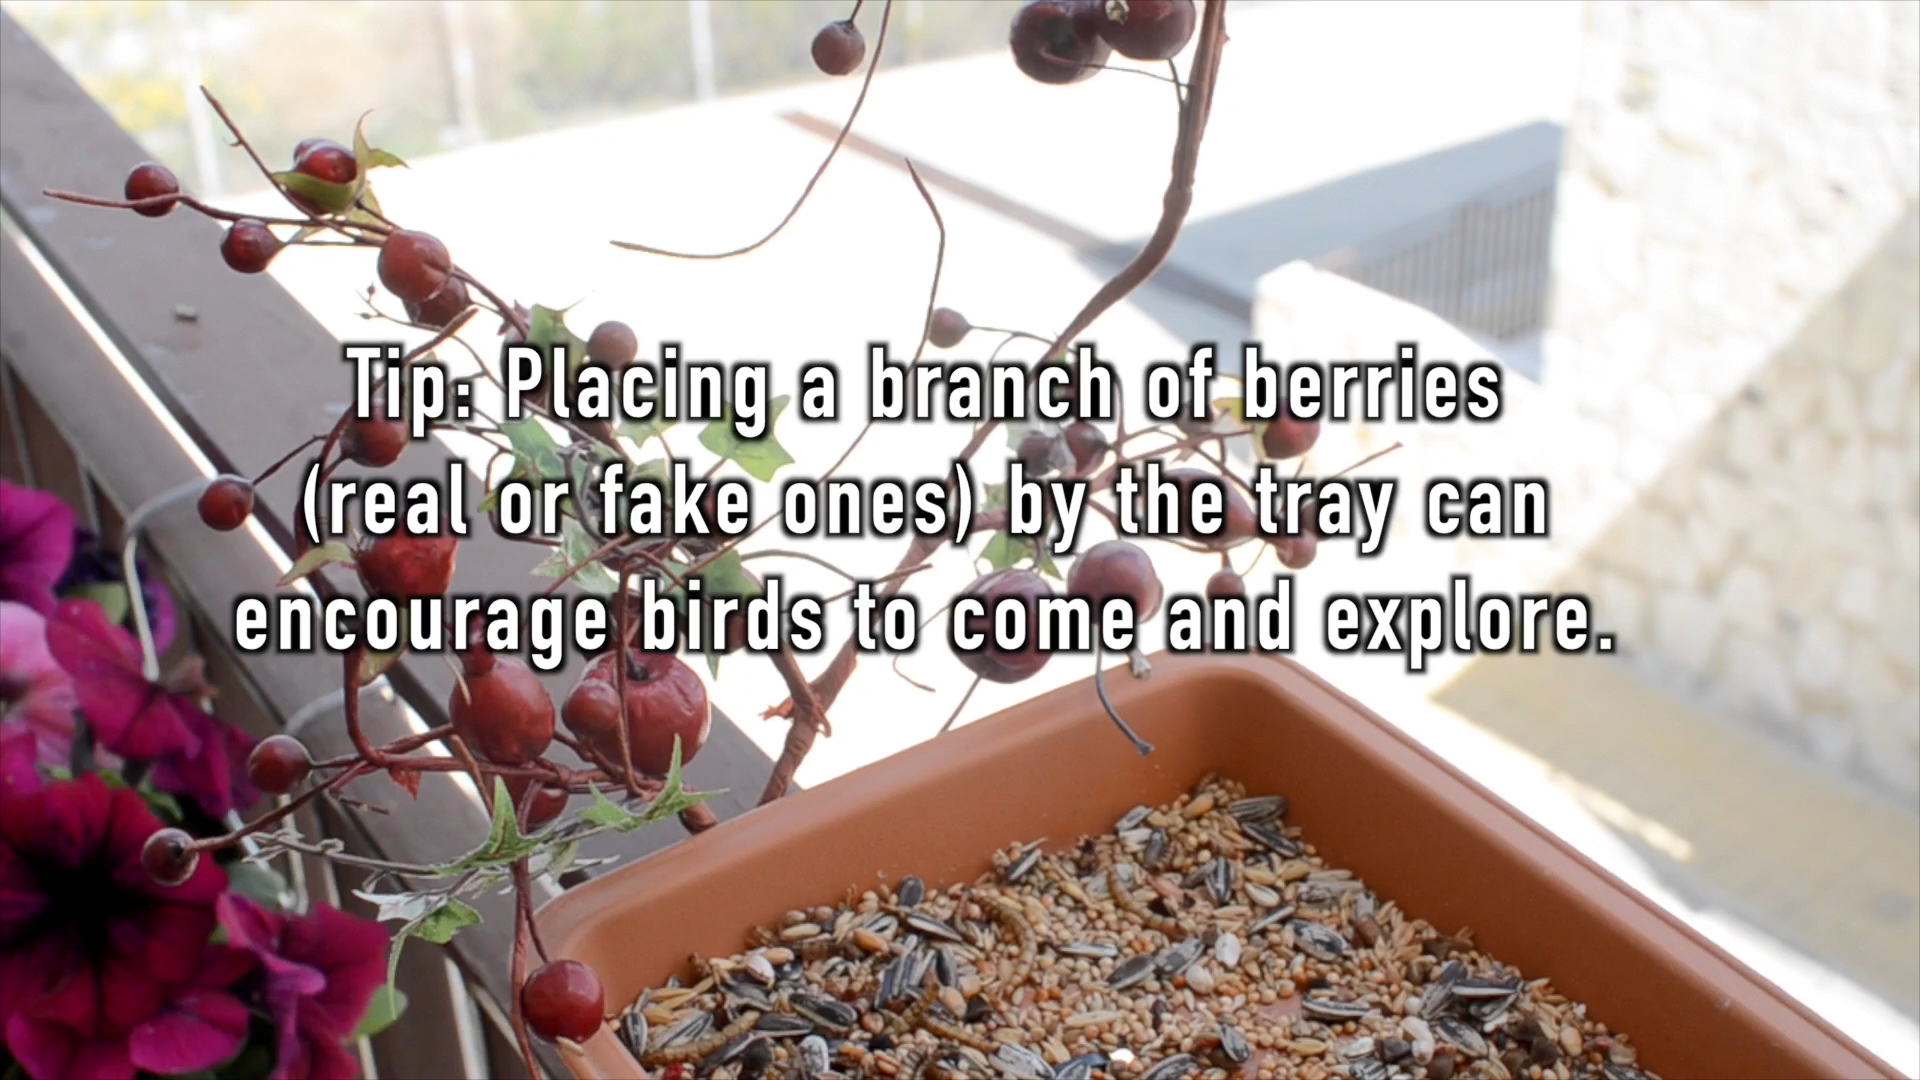 Tip: Placing a branch of berries
(real or fake ones) by the tray can
encourage birds to come and explore.